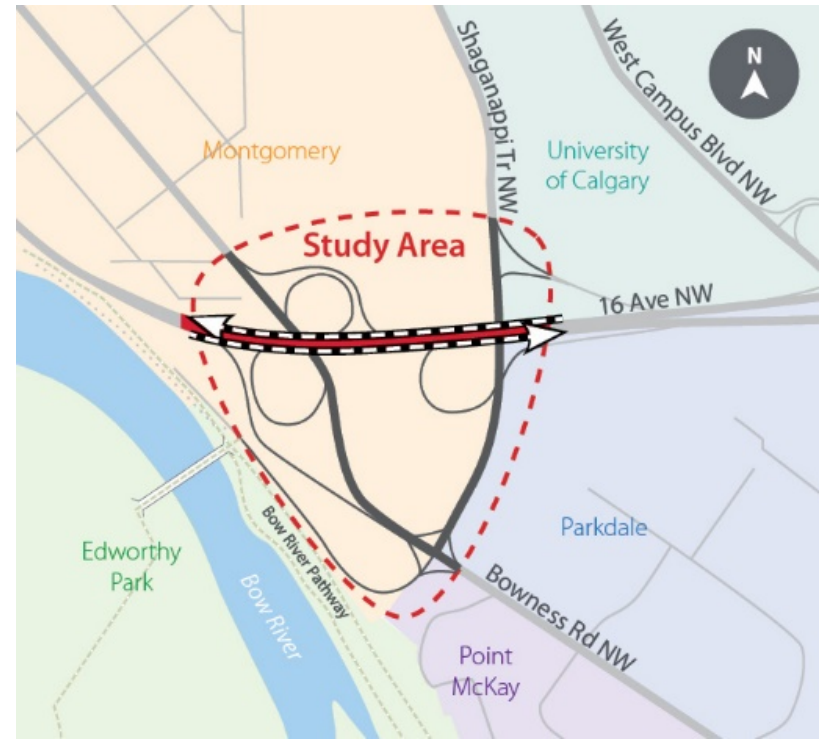 Shaganappi Tr NW
West Campus Blvd NW
N
Montgomery
University
of Calgary
Study Area
16 Ave NW
Edworthy
Park
Bow River
Bow River Pathway
Parkdale
Bowness Rd NW
Point
McKay